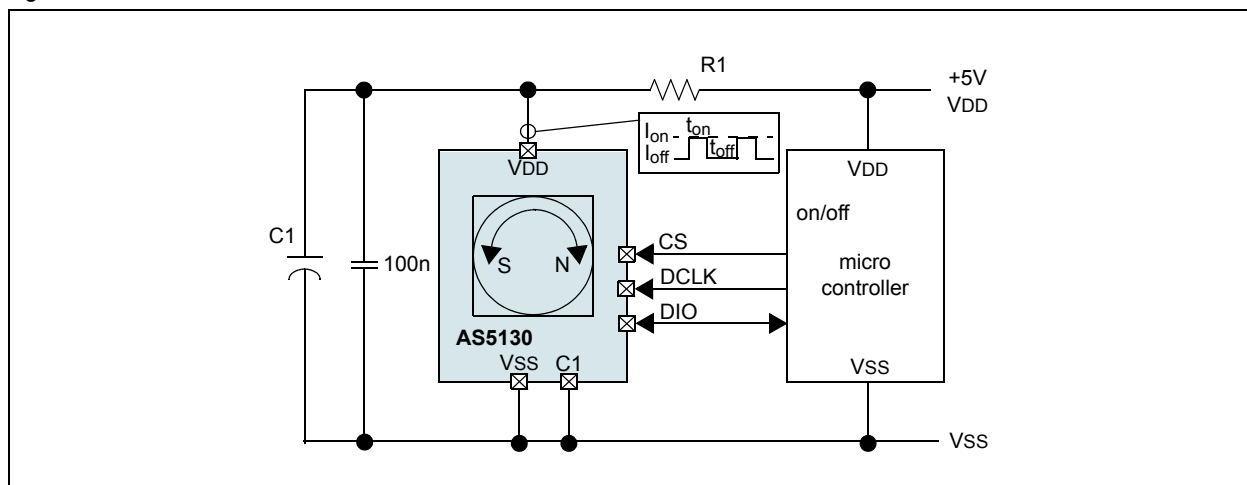 R1
+5V
VDD
Ion
ton
Ioff
toff
VDD
VDD
on/off
C1
100n
S
N
CS
DCLK
DIO
micro
controller
AS5130
VSS
C1
VSS
VSS